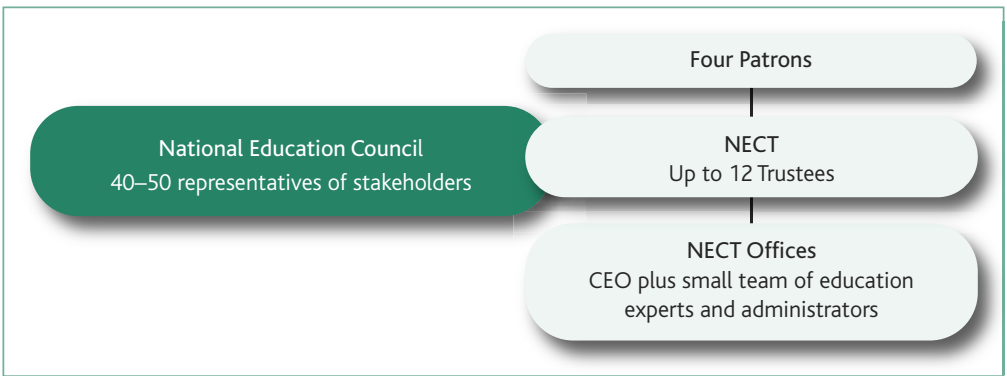 National Education Council
40–50 representatives of stakeholders
Four Patrons
NECT
Up to 12 Trustees
NECT Offices
CEO plus small team of education
experts and administrators